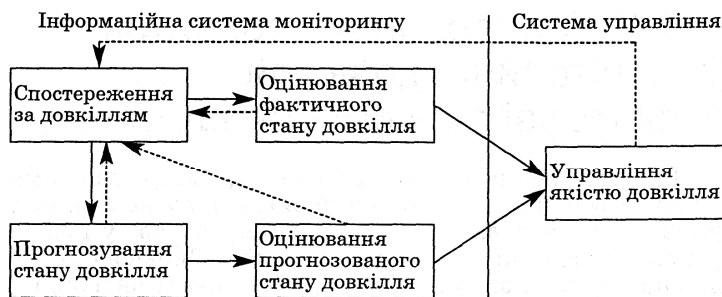 Інформаційна система моніторингу
Система управління
Спостереження
за довкіллям
Оцінювання
фактичного
стану довкілля
Управління
якістю довкілля
Прогнозування
стану довкілля
Оцінювання
прогнозованого
стану довкілля